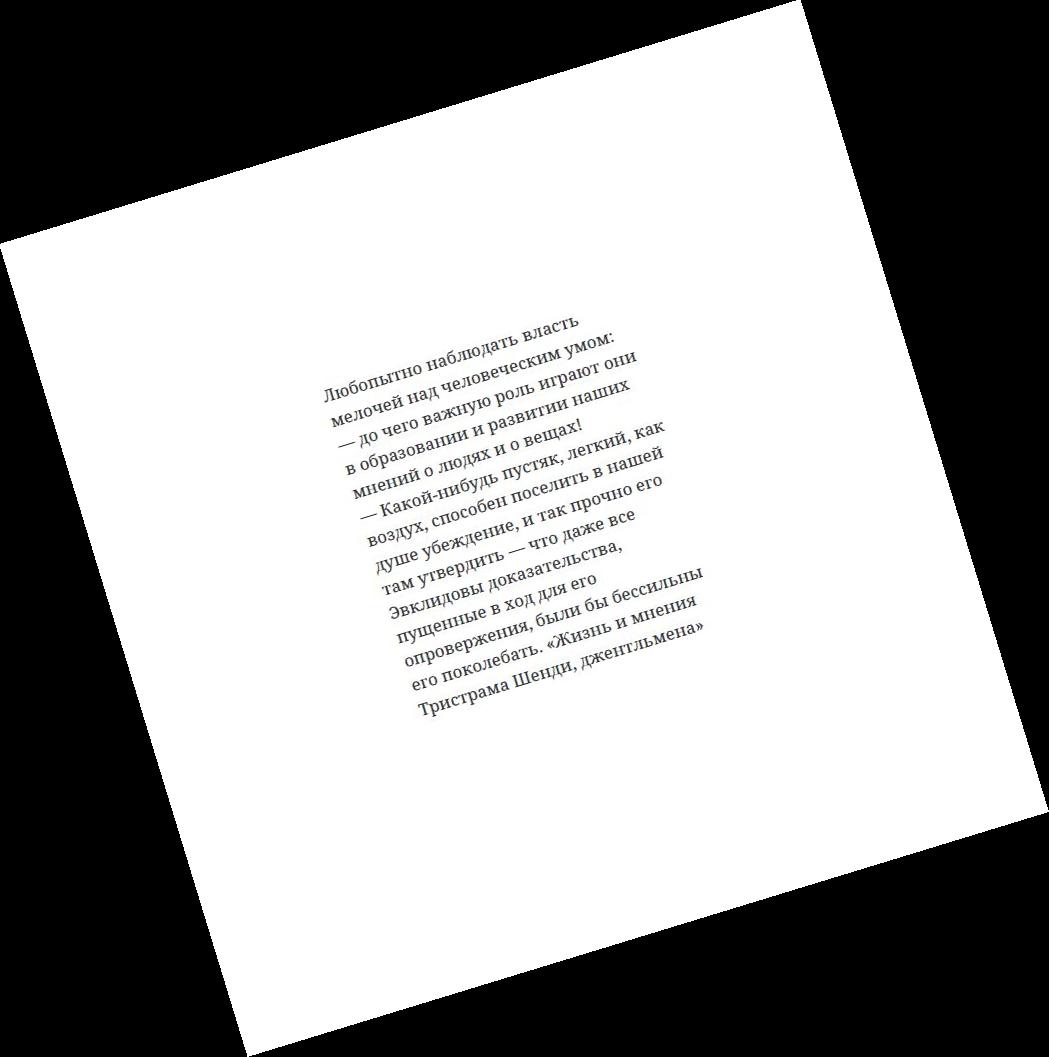 Любопытно наблюдать власть
мелочей над человеческим умом:
— до чего важную роль играют они
в образовании и развитии наших
мнений о людях и о вещах!
— Какой-нибудь пустяк, легкий, как
воздух, способен поселить в нашей
душе убеждение, и так прочно его
там утвердить — что даже все
Эвклидовы доказательства,
пущенные в ход для его
опровержения, были бы бессильны
его поколебать. «Жизнь и мнения
Тристрама Шенди, джентльмена»